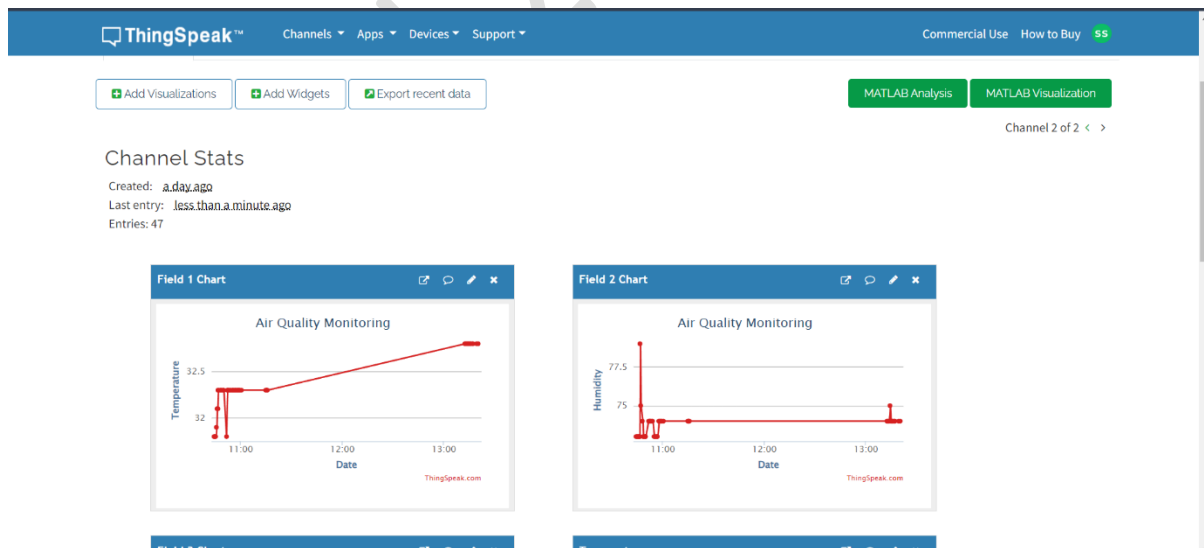 ThingSpeak™ Channels Apps Devices Support Commercial Use How to Buy SS
Add Visualizations Add Widgets Export recent data MATLAB Analysis MATLAB Visualization
Channel 2 of 2 < >
Channel Stats
Created: a day ago
Last entry: less than a minute ago
Entries: 47
Field 1 Chart
Air Quality Monitoring
Temperature
32.5
32
11:00 12:00 13:00
Date
ThingSpeak.com
Field 2 Chart
Air Quality Monitoring
Humidity
77.5
75
11:00 12:00 13:00
Date
ThingSpeak.com